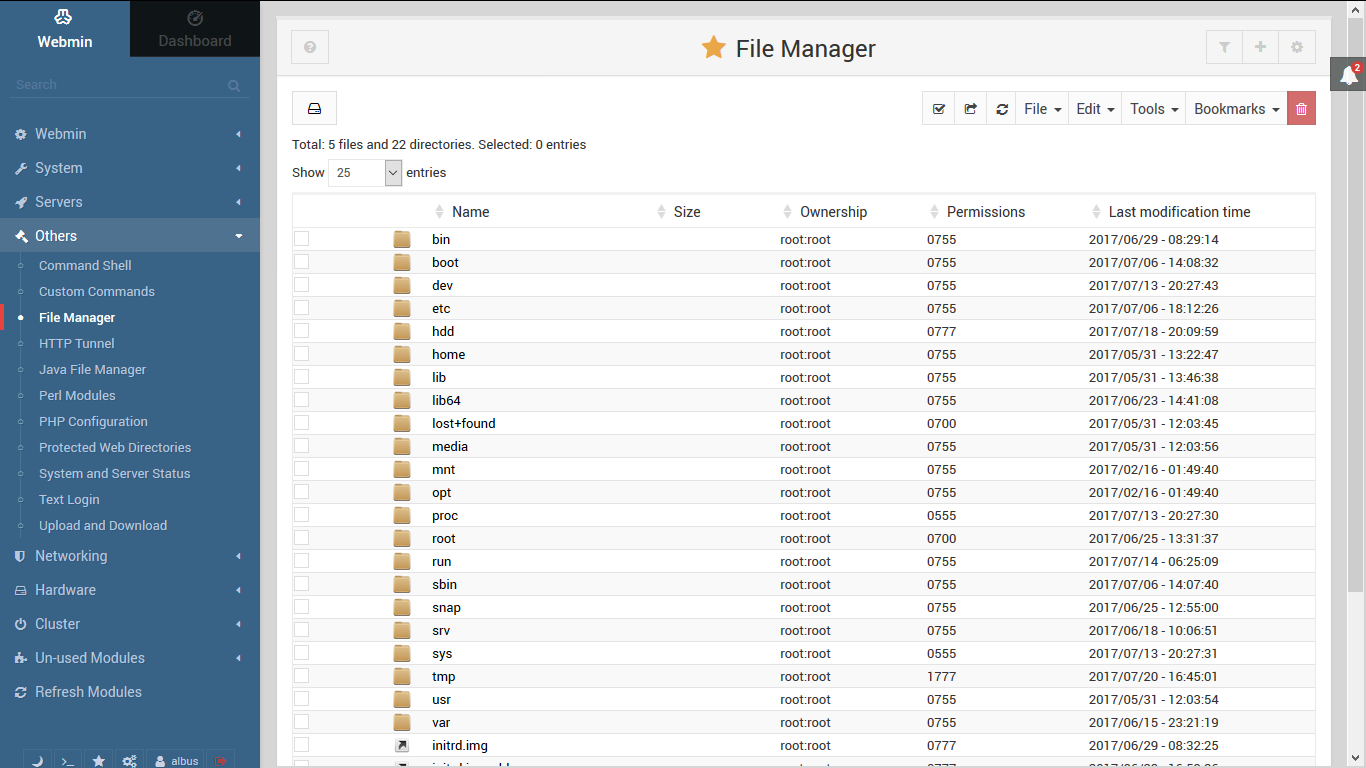 Webmin
Dashboard
Search
Webmin
System
Servers
Others
Command Shell
Custom Commands
File Manager
HTTP Tunnel
Java File Manager
Perl Modules
PHP Configuration
Protected Web Directories
System and Server Status
Text Login
Upload and Download
Networking
Hardware
Cluster
Un-used Modules
Refresh Modules
albus
File Manager
2
File Edit Tools Bookmarks
Total: 5 files and 22 directories. Selected: 0 entries
Show 25 entries
Name Size Ownership Permissions Last modification time
bin root:root 0755 2017/06/29 - 08:29:14
boot root:root 0755 2017/07/06 - 14:08:32
dev root:root 0755 2017/07/13 - 20:27:43
etc root:root 0755 2017/07/06 - 18:12:26
hdd root:root 0777 2017/07/18 - 20:09:59
home root:root 0755 2017/05/31 - 13:22:47
lib root:root 0755 2017/05/31 - 13:46:38
lib64 root:root 0755 2017/06/23 - 14:41:08
lost+found root:root 0700 2017/05/31 - 12:03:45
media root:root 0755 2017/05/31 - 12:03:56
mnt root:root 0755 2017/02/16 - 01:49:40
opt root:root 0755 2017/02/16 - 01:49:40
proc root:root 0555 2017/07/13 - 20:27:30
root root:root 0700 2017/06/25 - 13:31:37
run root:root 0755 2017/07/14 - 06:25:09
sbin root:root 0755 2017/07/06 - 14:07:40
snap root:root 0755 2017/06/25 - 12:55:00
srv root:root 0755 2017/06/18 - 10:06:51
sys root:root 0555 2017/07/13 - 20:27:31
tmp root:root 1777 2017/07/20 - 16:45:01
usr root:root 0755 2017/05/31 - 12:03:54
var root:root 0755 2017/06/15 - 23:21:19
initrd.img root:root 0777 2017/06/29 - 08:32:25